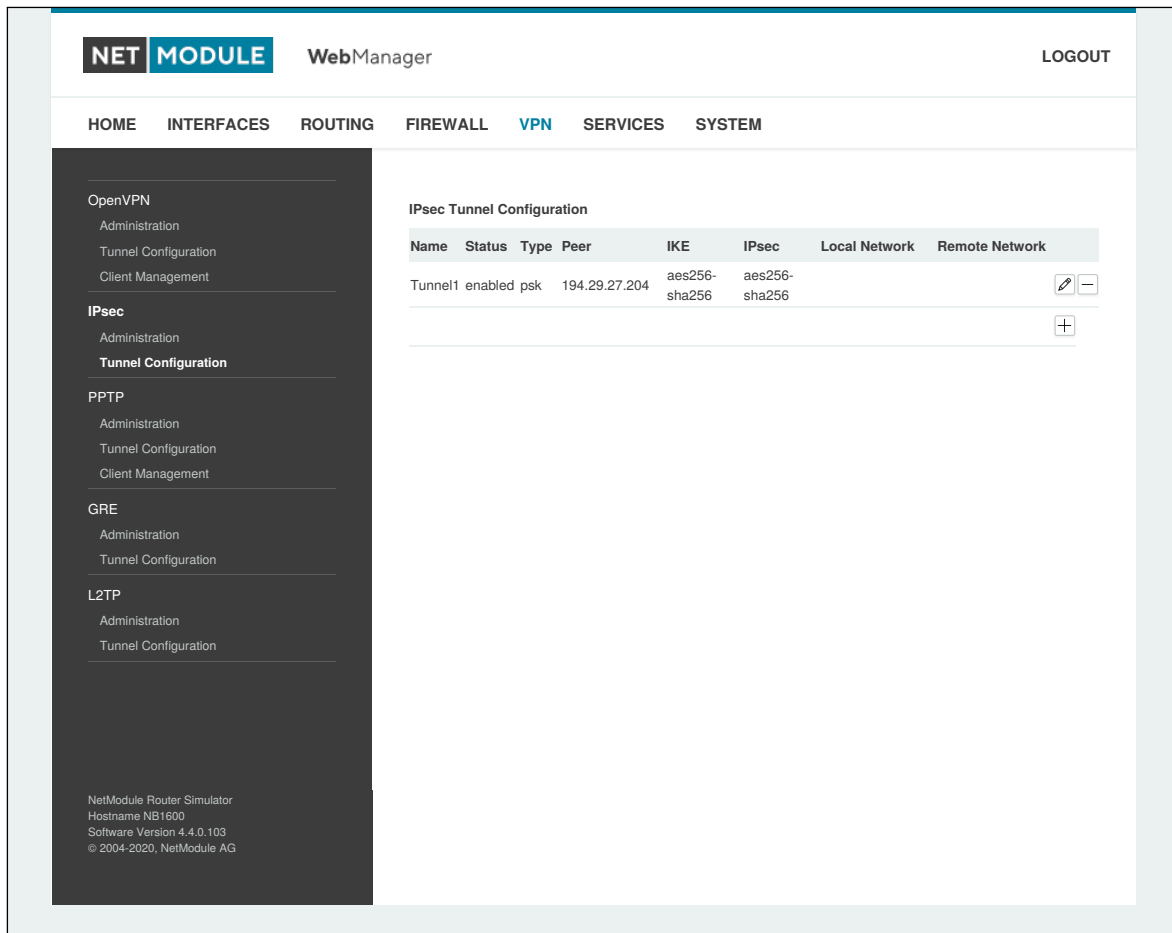 NET MODULE WebManager LOGOUT
HOME INTERFACES ROUTING FIREWALL VPN SERVICES SYSTEM
OpenVPN
Administration
Tunnel Configuration
Client Management
IPsec
Administration
Tunnel Configuration
PPTP
Administration
Tunnel Configuration
Client Management
GRE
Administration
Tunnel Configuration
L2TP
Administration
Tunnel Configuration
NetModule Router Simulator
Hostname NB1600
Software Version 4.4.0.103
© 2004-2020, NetModule AG
IPsec Tunnel Configuration
Name Status Type Peer IKE IPsec Local Network Remote Network
Tunnel1 enabled psk 194.29.27.204 aes256- aes256-
sha256 sha256